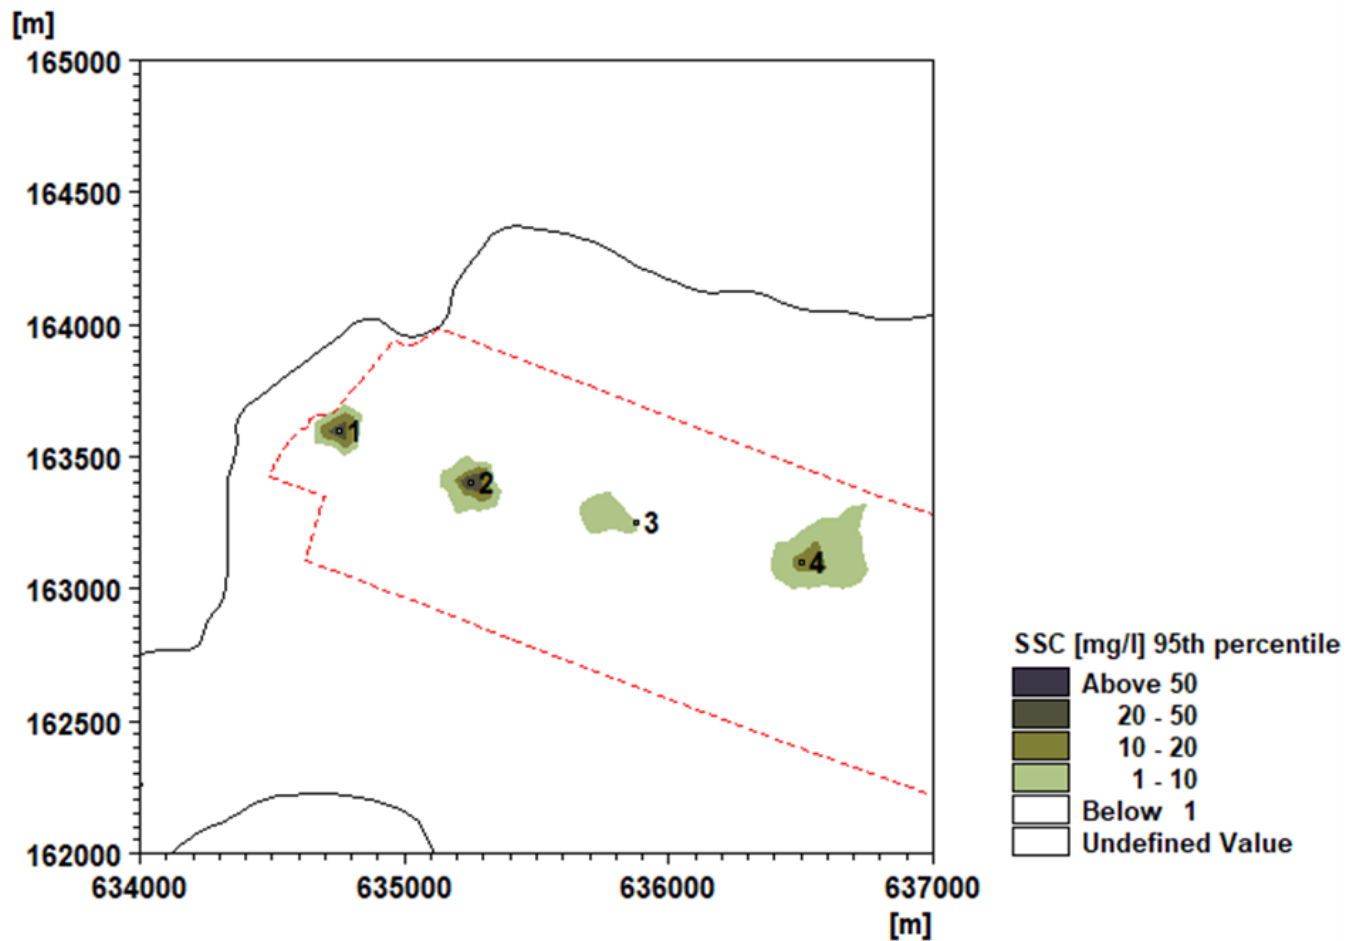 [m]
165000
164500
164000
163500
163000
162500
162000
634000
635000
636000
637000
[m]
1
2
3
4
SSC [mg/l] 95th percentile
Above 50
20 - 50
10 - 20
1 - 10
Below 1
Undefined Value